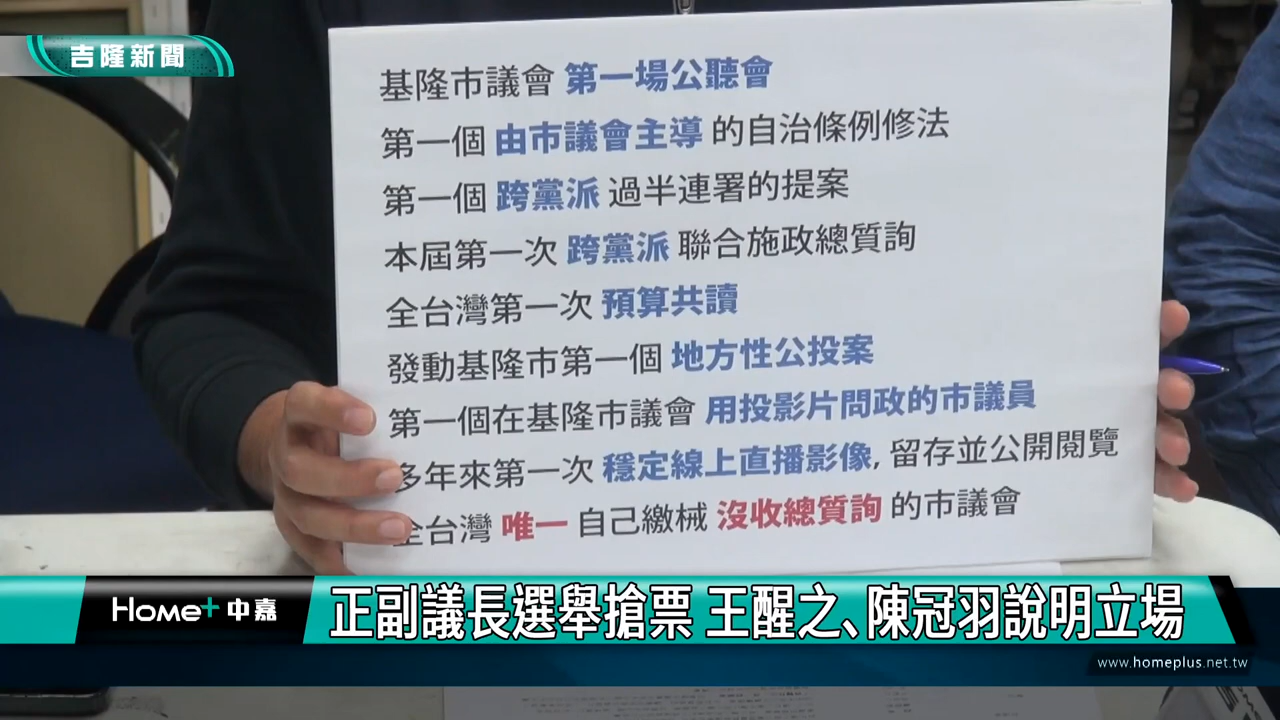 吉隆新聞
基隆市議會 第一場公聽會
第一個 由市議會主導 的自治條例修法
第一個 跨黨派 過半連署的提案
本屆第一次 跨黨派 聯合施政總質詢
全台灣第一次 預算共讀
發動基隆市第一個 地方性公投案
第一個在基隆市議會 用投影片問政的市議員
多年來第一次 穩定線上直播影像, 留存並公開閱覽
全台灣 唯一 自己繳械 沒收總質詢 的市議會
Home+中嘉
正副議長選舉搶票 王醒之、陳冠羽說明立場
www.homeplus.net.tw